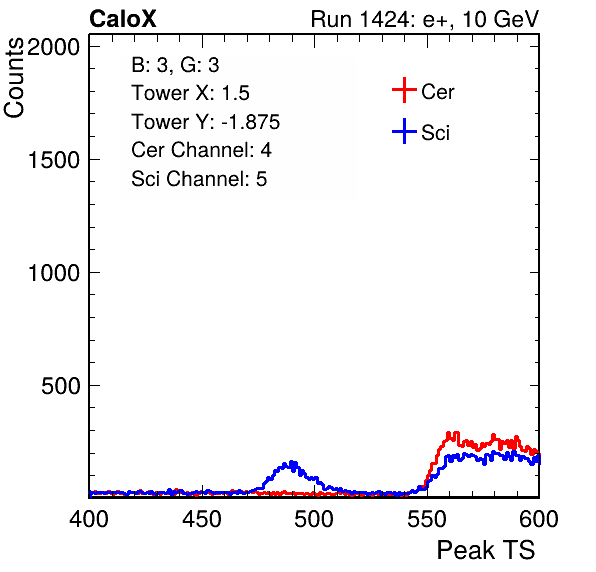 CaloX
Run 1424: e+, 10 GeV
Counts
2000
1500
1000
500
B: 3, G: 3
Tower X: 1.5
Tower Y: -1.875
Cer Channel: 4
Sci Channel: 5
Cer
Sci
400 450 500 550 600
Peak TS